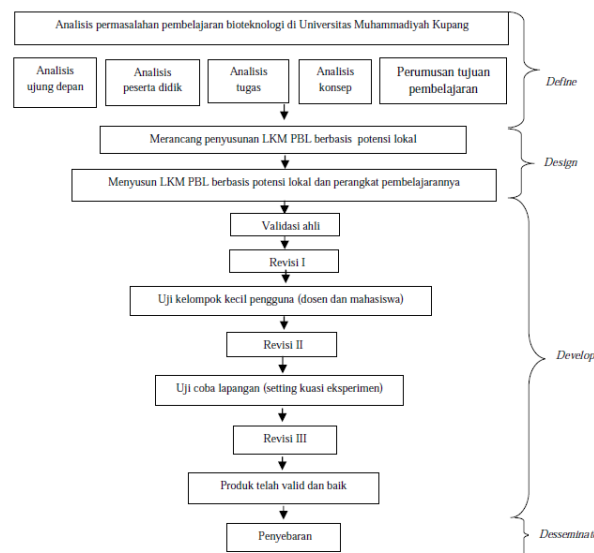 Analisis permasalahan pembelajaran bioteknologi di Universitas Muhammadiyah Kupang
Analisis
ujung depan
Analisis
peserta didik
Analisis
tugas
Analisis
konsep
Perumusan tujuan
pembelajaran
Define
Merancang penyusunan LKM PBL berbasis potensi lokal
Design
Menyusun LKM PBL berbasis potensi lokal dan perangkat pembelajarannya
Validasi ahli
Revisi I
Uji kelompok kecil pengguna (dosen dan mahasiswa)
Revisi II
Develop
Uji coba lapangan (setting kuasi eksperimen)
Revisi III
Produk telah valid dan baik
Penyebaran
Desseminat